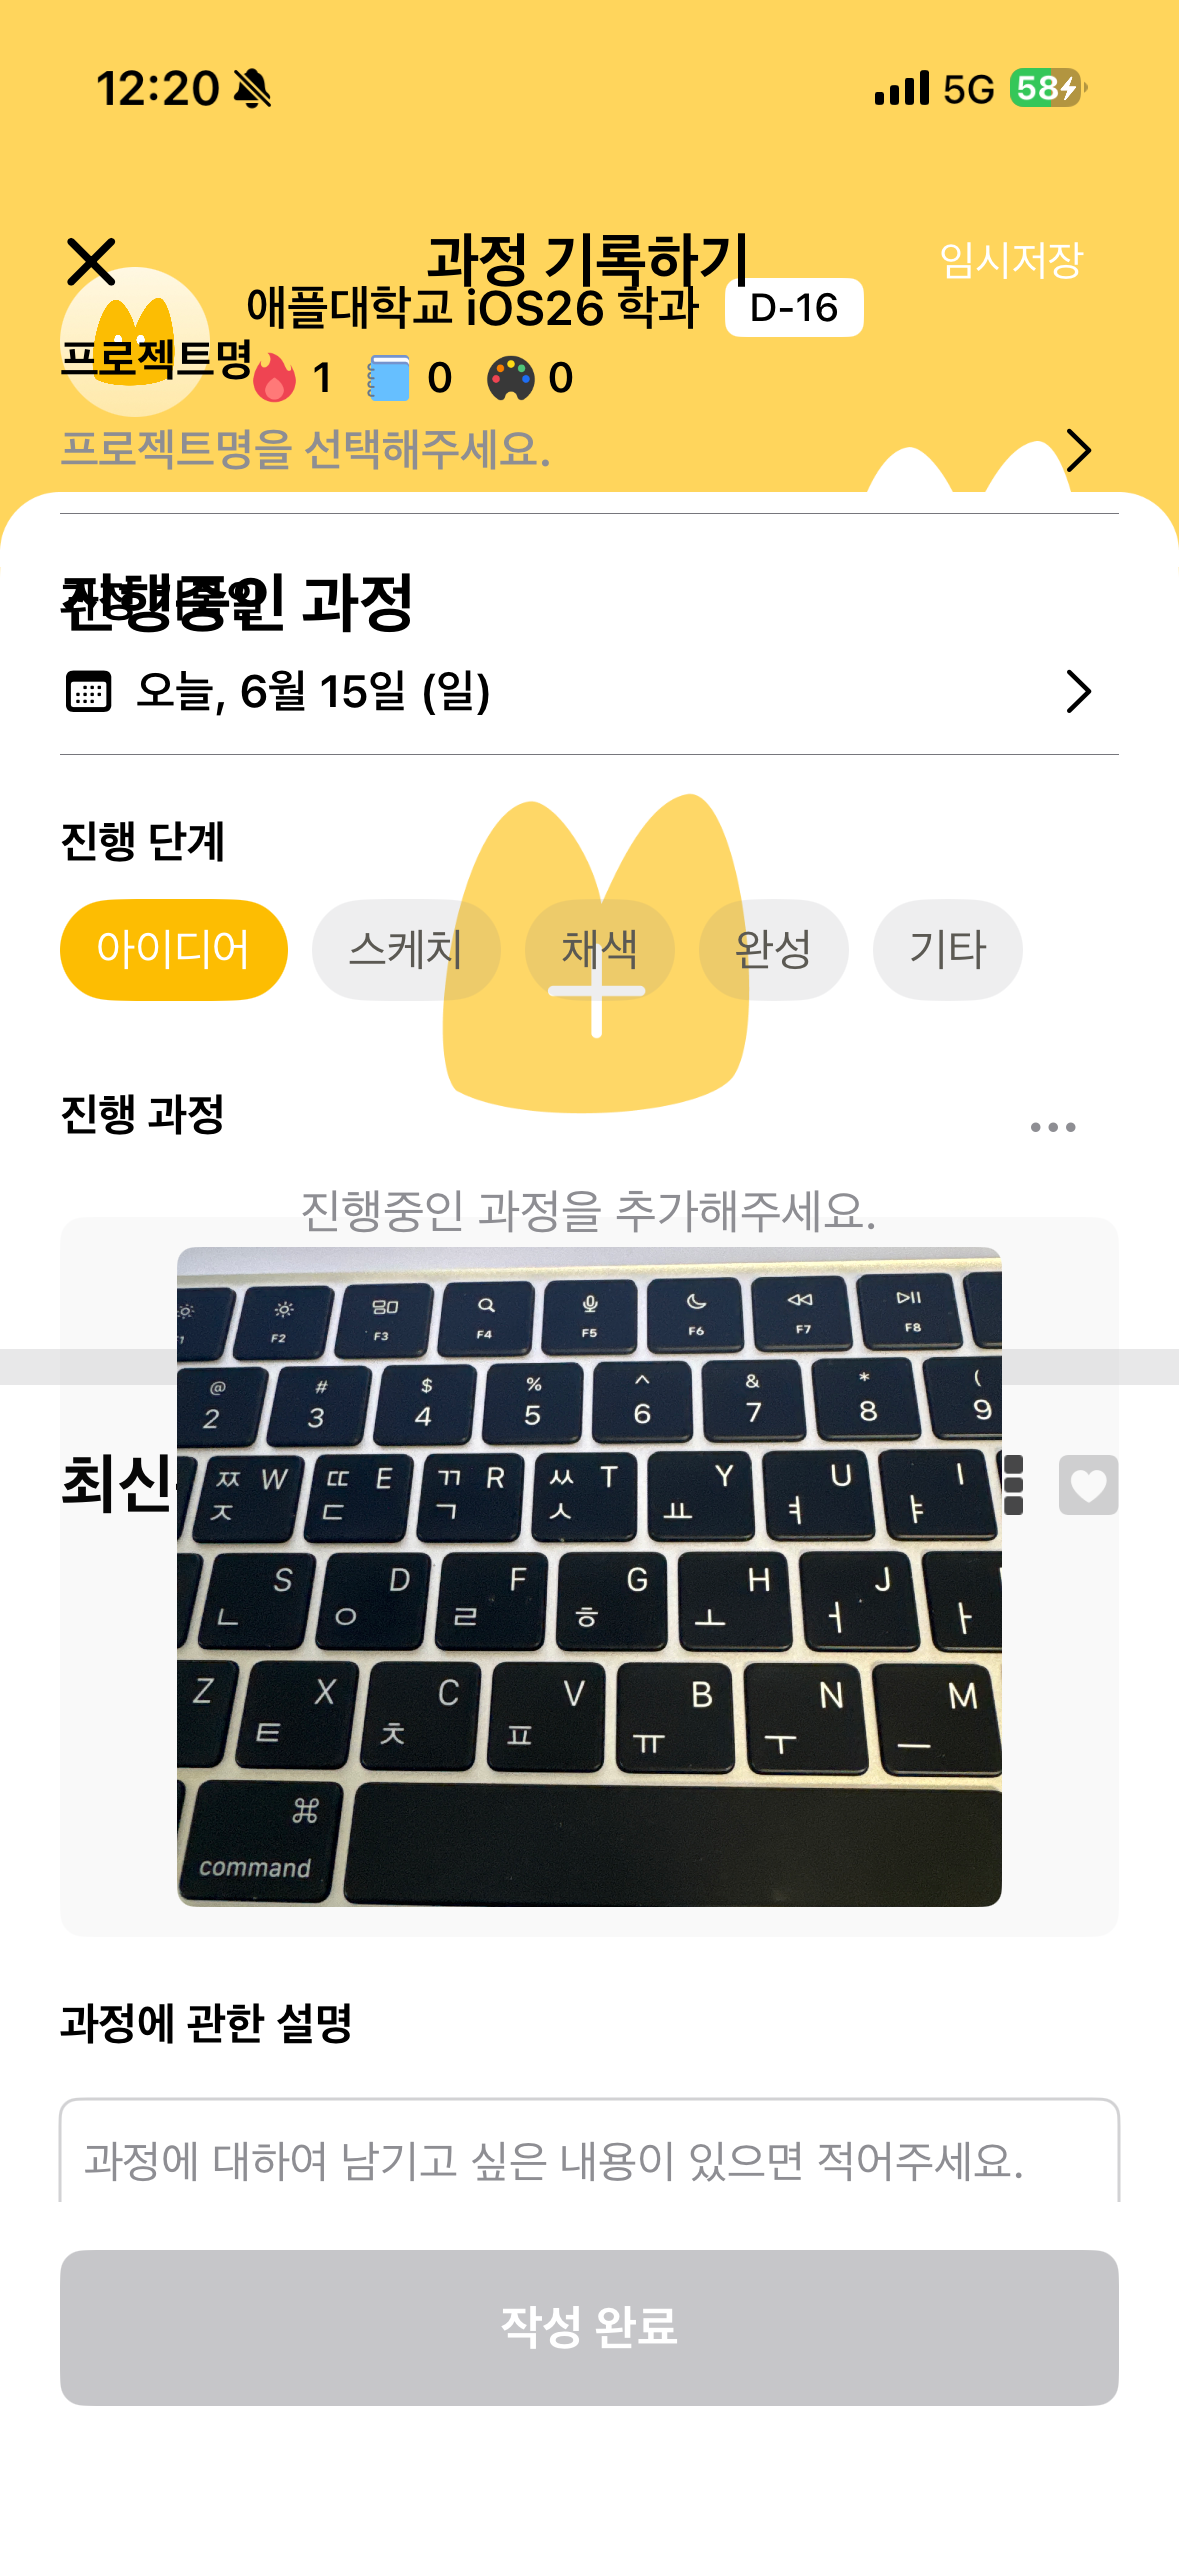 12:20
5G 58
과정 기록하기
임시저장
애플대학교 iOS26 학과 D-16
프로젝트명
1 0 0
프로젝트명을 선택해주세요.
진행중인 과정
오늘, 6월 15일 (일)
진행 단계
아이디어 스케치 채색 완성 기타
진행 과정
진행중인 과정을 추가해주세요.
F2 F3 F4 F5 F6 F7 F8
@ # $ % ^ & * (
2 3 4 5 6 7 8 9
ㅉ W ㄸ E ㄲ R ㅆ T Y U I
ㅈ ㄷ ㄱ ㅅ ㅛ ㅕ ㅑ
최신
S D F G H J
ㄴ ㅇ ㄹ ㅎ ㅗ ㅓ ㅏ
Z X C V B N M
ㅌ ㅊ ㅍ ㅠ ㅜ ㅡ
⌘
command
과정에 관한 설명
과정에 대하여 남기고 싶은 내용이 있으면 적어주세요.
작성 완료